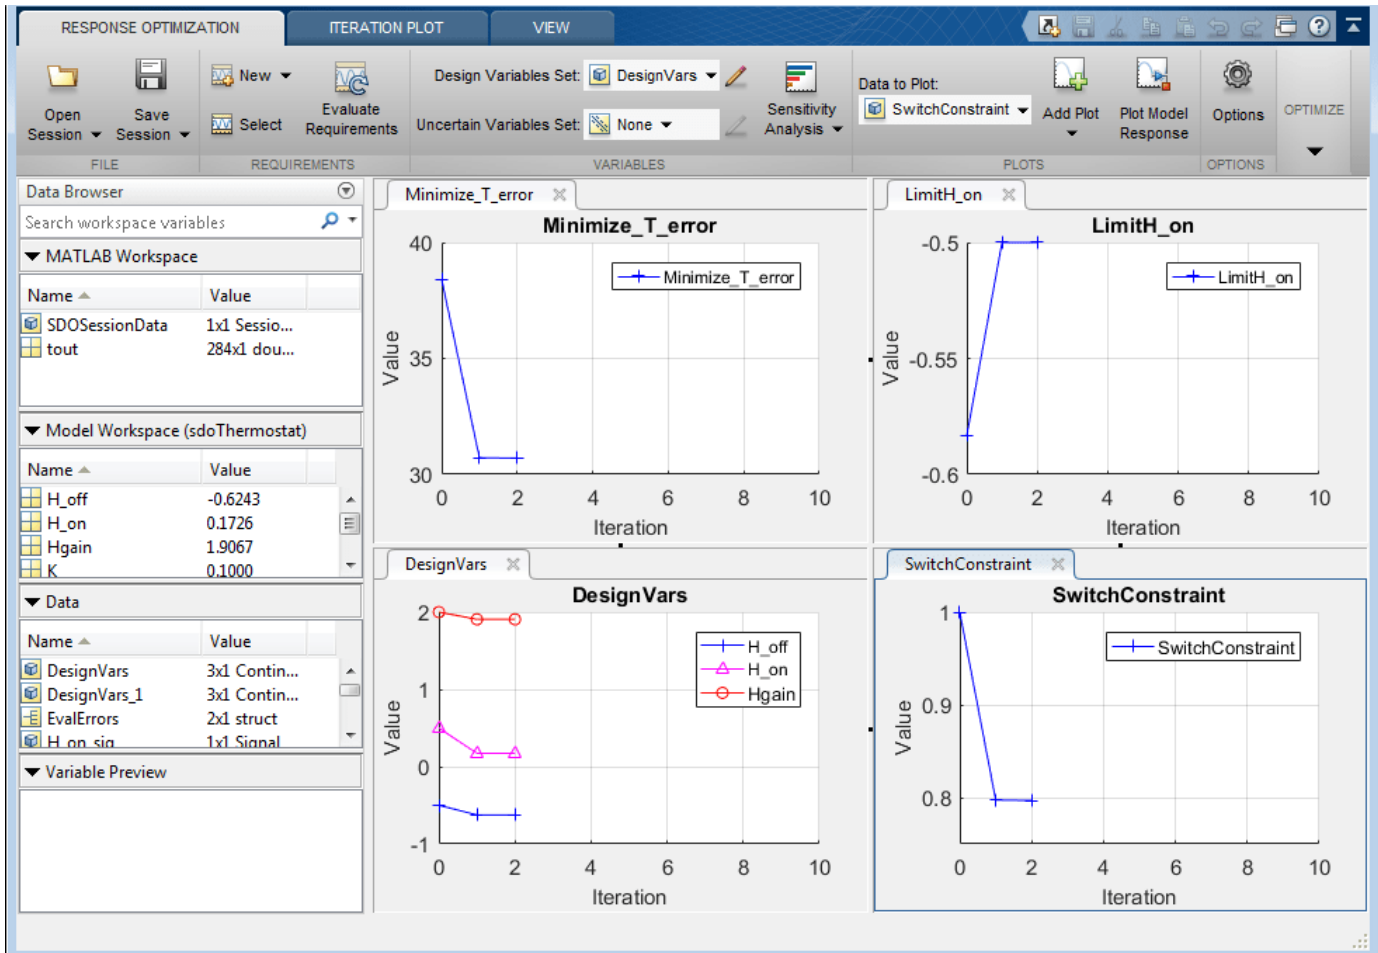 RESPONSE OPTIMIZATION ITERATION PLOT VIEW
Open Session
Save Session
New
Select
Evaluate Requirements
Design Variables Set: DesignVars
Uncertain Variables Set: None
Sensitivity Analysis
Data to Plot:
SwitchConstraint
Add Plot
Plot Model Response
Options
OPTIMIZE
FILE REQUIREMENTS VARIABLES PLOTS OPTIONS
Data Browser
Search workspace variables
MATLAB Workspace
Name Value
SDOSessionData 1x1 Sessio...
tout 284x1 dou...
Model Workspace (sdoThermostat)
Name Value
H_off -0.6243
H_on 0.1726
Hgain 1.9067
K 0.1000
Data
Name Value
DesignVars 3x1 Contin...
DesignVars_1 3x1 Contin...
EvalErrors 2x1 struct
H_on_sig 1x1 Signal
Variable Preview
Minimize_T_error
Minimize_T_error
40
35
30
Value
Minimize_T_error
0 2 4 6 8 10
Iteration
LimitH_on
LimitH_on
-0.5
-0.55
-0.6
Value
LimitH_on
0 2 4 6 8 10
Iteration
DesignVars
DesignVars
2
1
0
-1
Value
H_off
H_on
Hgain
0 2 4 6 8 10
Iteration
SwitchConstraint
SwitchConstraint
1
0.9
0.8
Value
SwitchConstraint
0 2 4 6 8 10
Iteration